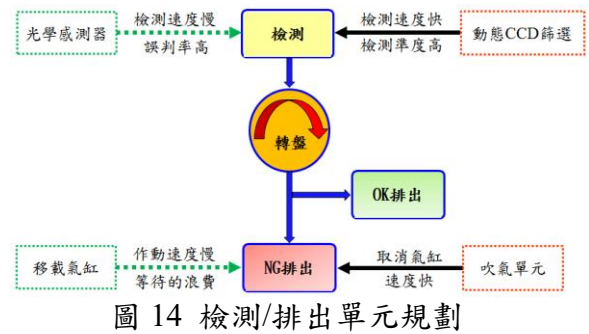 光學感測器
檢測速度慢
誤判率高
檢測
檢測速度快
檢測準度高
動態CCD篩選
轉盤
OK排出
移載氣缸
作動速度慢
等待的浪費
NG排出
取消氣缸
速度快
吹氣單元
圖 14 檢測/排出單元規劃